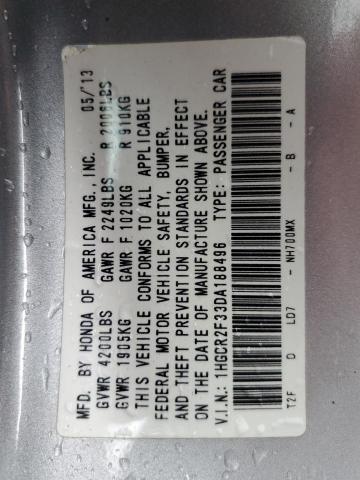 MFD. BY HONDA OF AMERICA MFG., INC. 05/'13
GVWR 4200LBS GAWR F 2249LBS R 2006LBS
GVWR 1905KG GAWR F 1020KG R 910KG
THIS VEHICLE CONFORMS TO ALL APPLICABLE
FEDERAL MOTOR VEHICLE SAFETY, BUMPER,
AND THEFT PREVENTION STANDARDS IN EFFECT
ON THE DATE OF MANUFACTURE SHOWN ABOVE.
V.I.N.: 1HGCR2F33DA188496 TYPE: PASSENGER CAR
T2F D LD7 - NH700MX - B - A